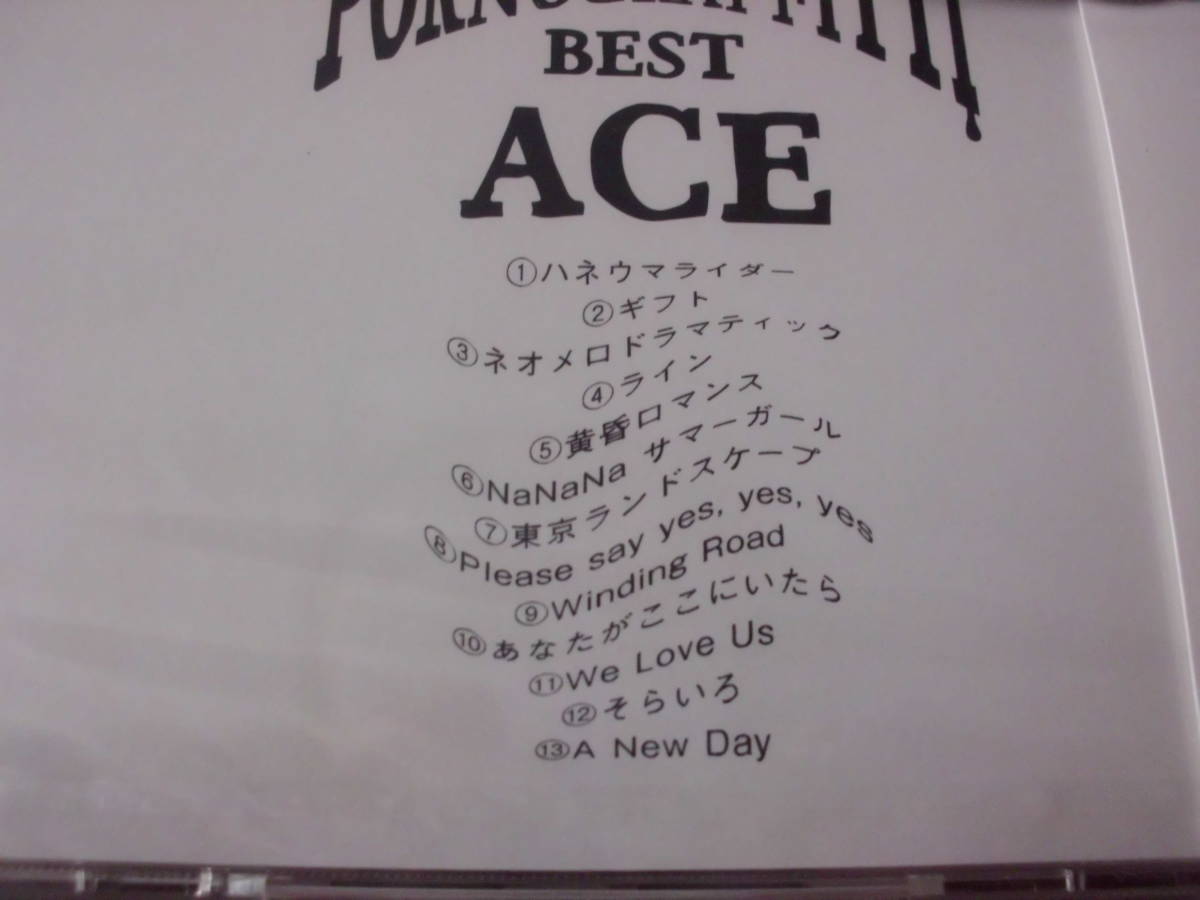 PORNOGRAFFITTI
BEST
ACE
①ハネウマライダー
②ギフト
③ネオメロドラマティック
④ライン
⑤黄昏ロマンス
⑥NaNaNa サマーガール
⑦東京ランドスケープ
⑧Please say yes, yes, yes
⑨Winding Road
⑩あなたがここにいたら
⑪We Love Us
⑫そらいろ
⑬A New Day